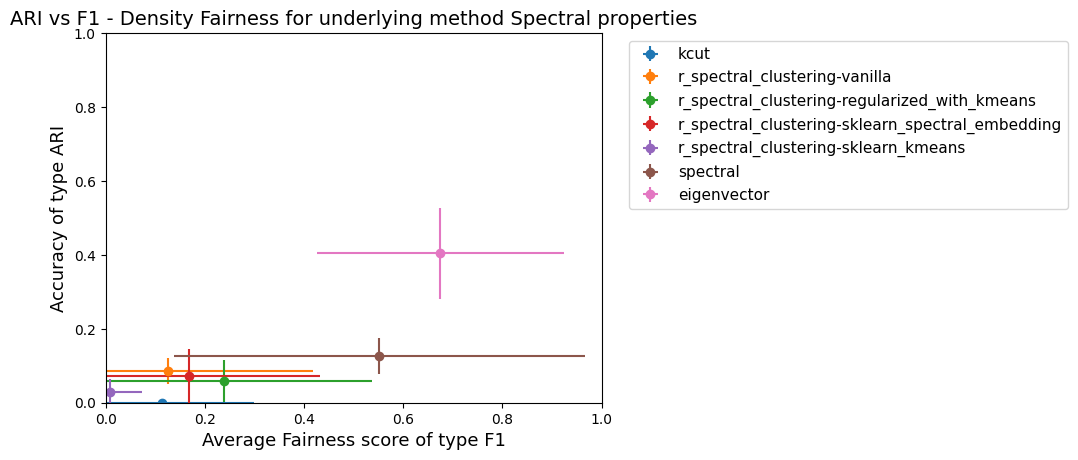 ARI vs F1 - Density Fairness for underlying method Spectral properties
1.0
0.8
0.6
0.4
0.2
0.0
Accuracy of type ARI
0.0 0.2 0.4 0.6 0.8 1.0
Average Fairness score of type F1
kcut
r_spectral_clustering-vanilla
r_spectral_clustering-regularized_with_kmeans
r_spectral_clustering-sklearn_spectral_embedding
r_spectral_clustering-sklearn_kmeans
spectral
eigenvector